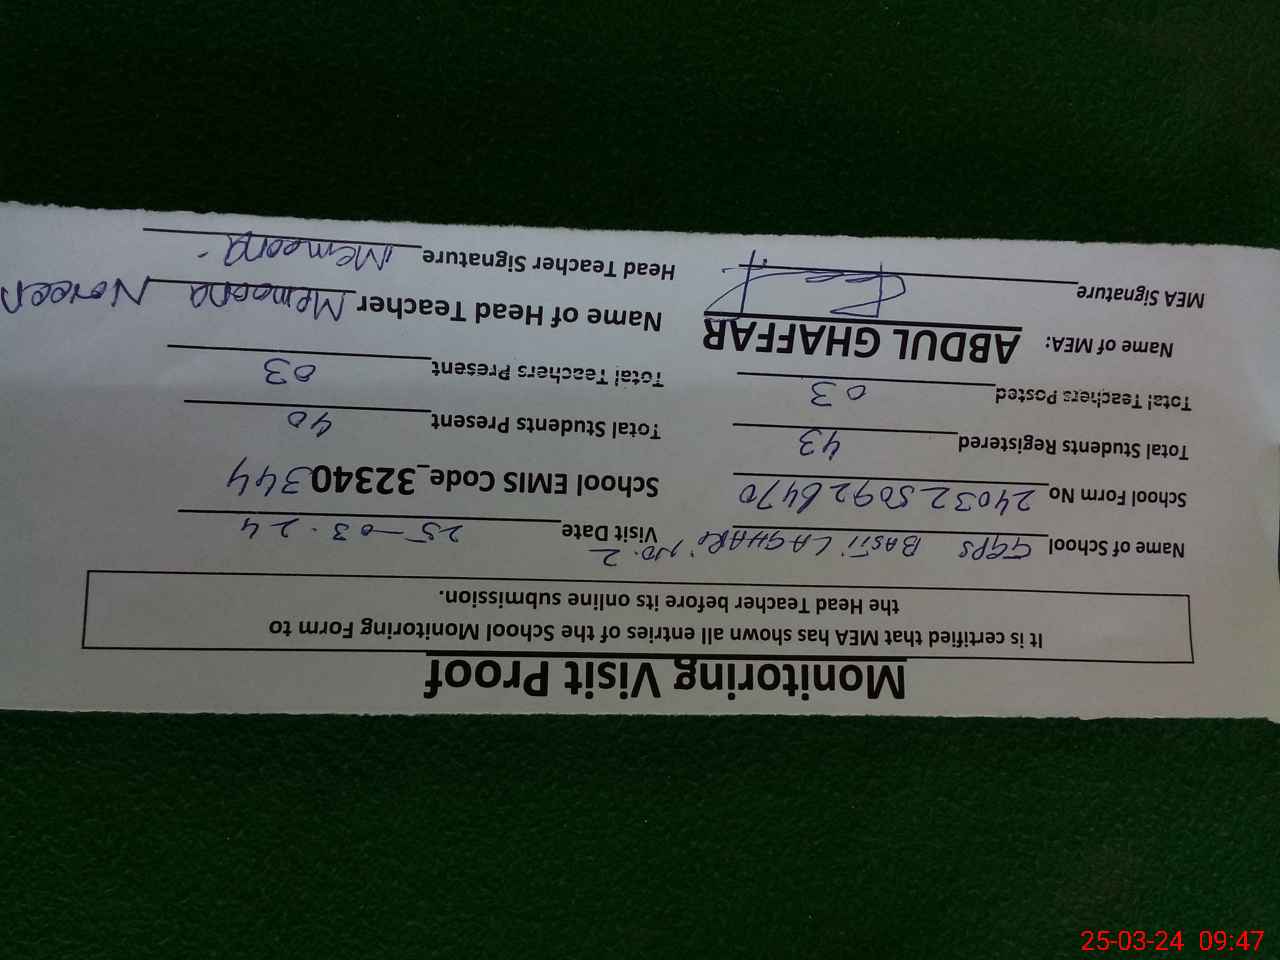 Monitoring Visit Proof
It is certified that MEA has shown all entries of the School Monitoring Form to
the Head Teacher before its online submission.
Name of School GGPS BASTI LAGHARI NO.2 Visit Date 25-03-24
School Form No 24032509286470 School EMIS Code_32340344
Total Students Registered 43 Total Students Present 40
Total Teachers Posted 03 Total Teachers Present 03
Name of MEA: ABDUL GHAFFAR Name of Head Teacher Memoona Noreen
MEA Signature Head Teacher Signature Memoona
25-03-24 09:47